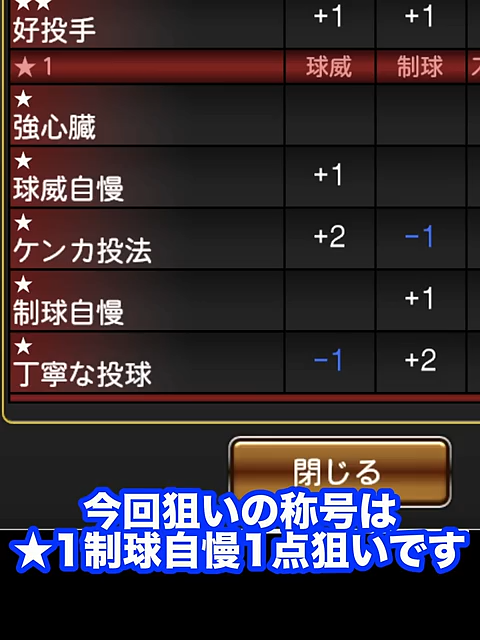 ★★
好投手 +1 +1
★1 球威 制球
★
強心臓
★
球威自慢 +1
★
ケンカ投法 +2 -1
★
制球自慢 +1
★
丁寧な投球 -1 +2
閉じる
今回狙いの称号は
★1制球自慢1点狙いです